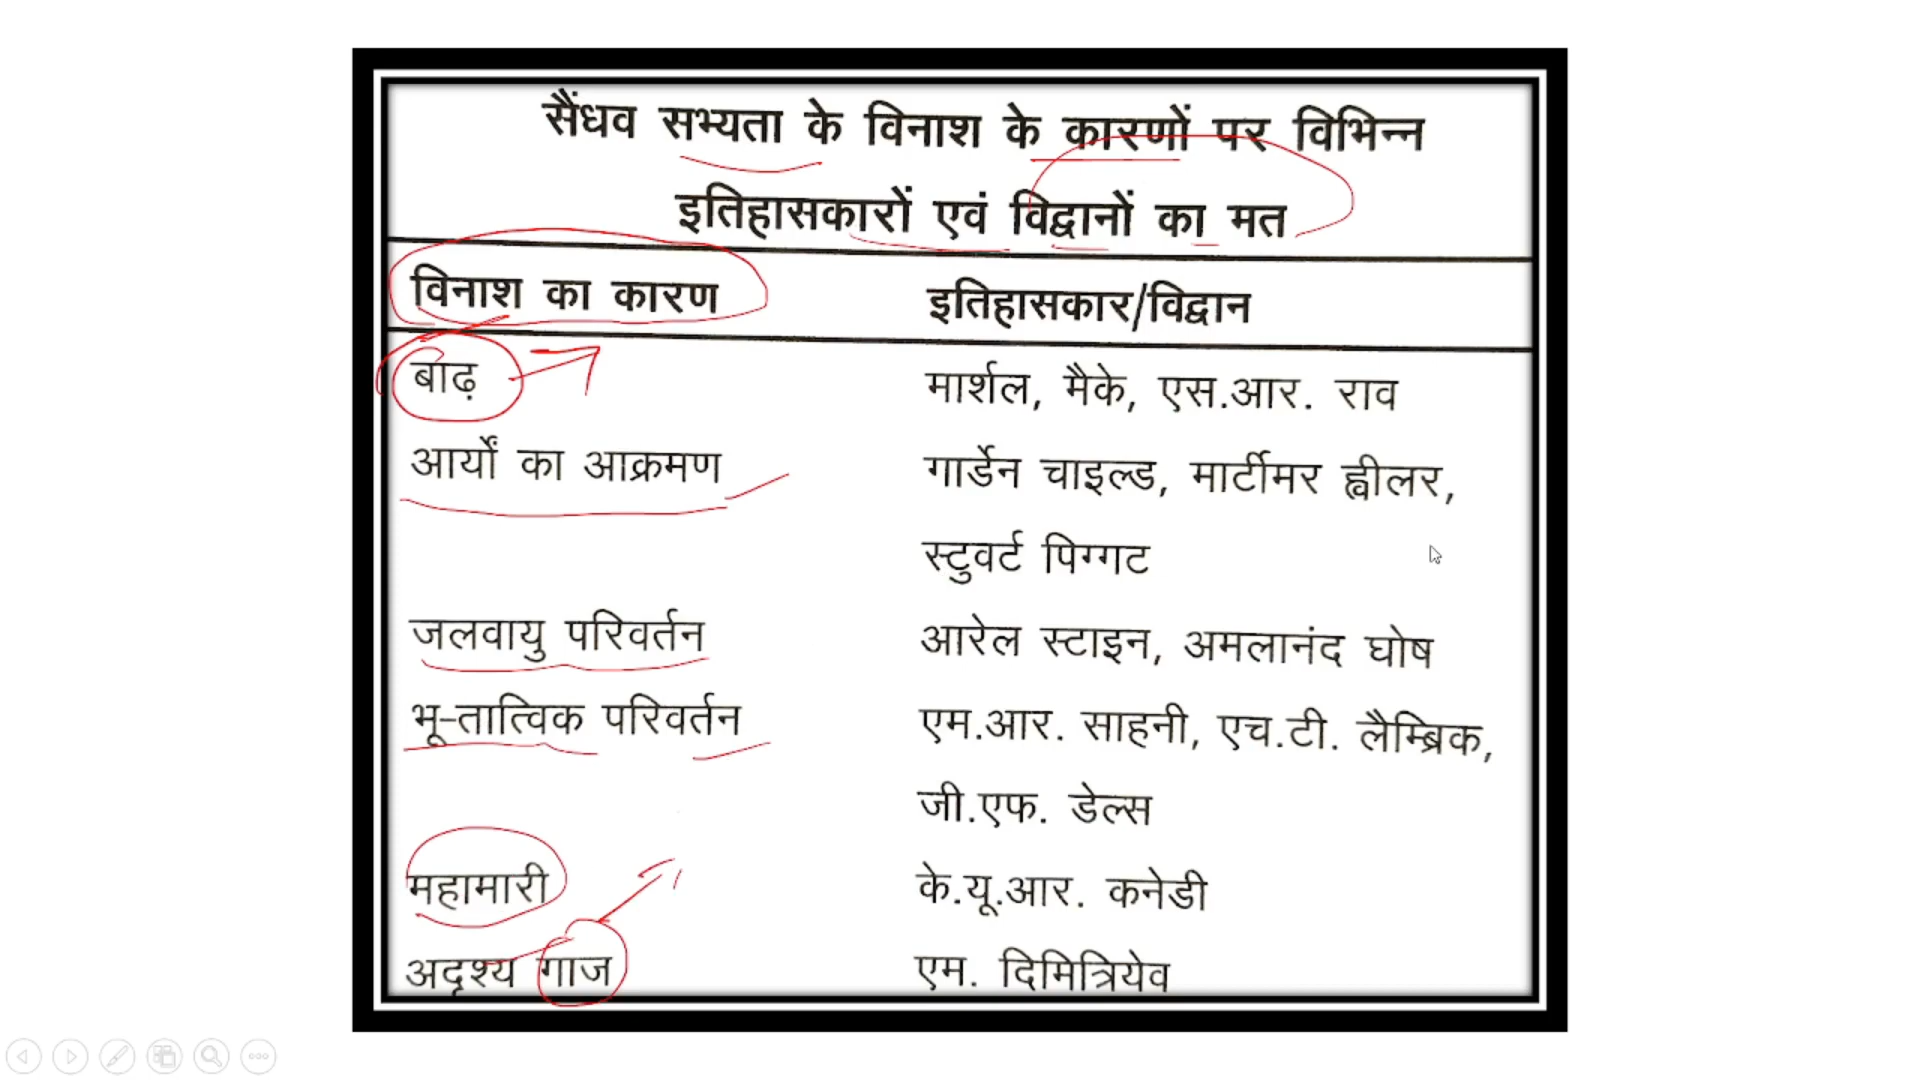 सैंधव सभ्यता के विनाश के कारणों पर विभिन्न
इतिहासकारों एवं विद्वानों का मत
विनाश का कारण इतिहासकार/विद्वान
बाढ़ मार्शल, मैके, एस.आर. राव
आर्यों का आक्रमण गार्डेन चाइल्ड, मार्टीमर ह्वीलर,
स्टुवर्ट पिग्गट
जलवायु परिवर्तन आरेल स्टाइन, अमलानंद घोष
भू-तात्विक परिवर्तन एम.आर. साहनी, एच.टी. लैम्ब्रिक,
जी.एफ. डेल्स
महामारी के.यू.आर. कनेडी
अदृश्य गाज एम. दिमित्रियेव